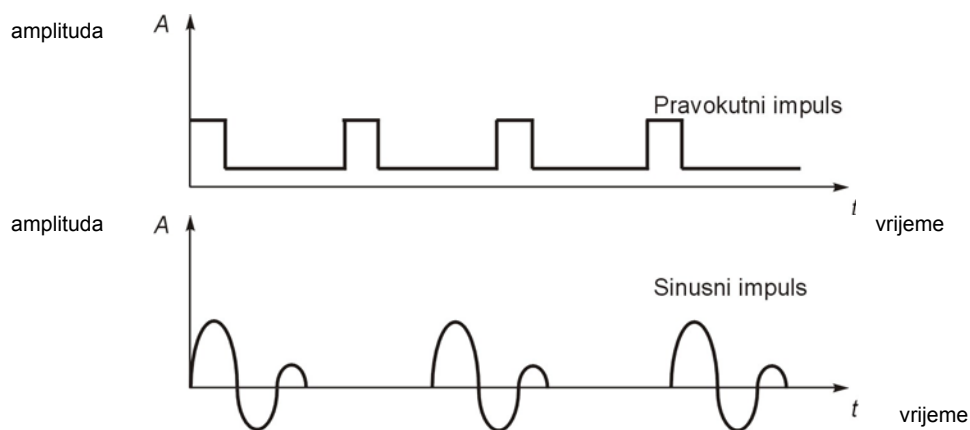 amplituda A
Pravokutni impuls
t
amplituda A vrijeme
Sinusni impuls
t vrijeme